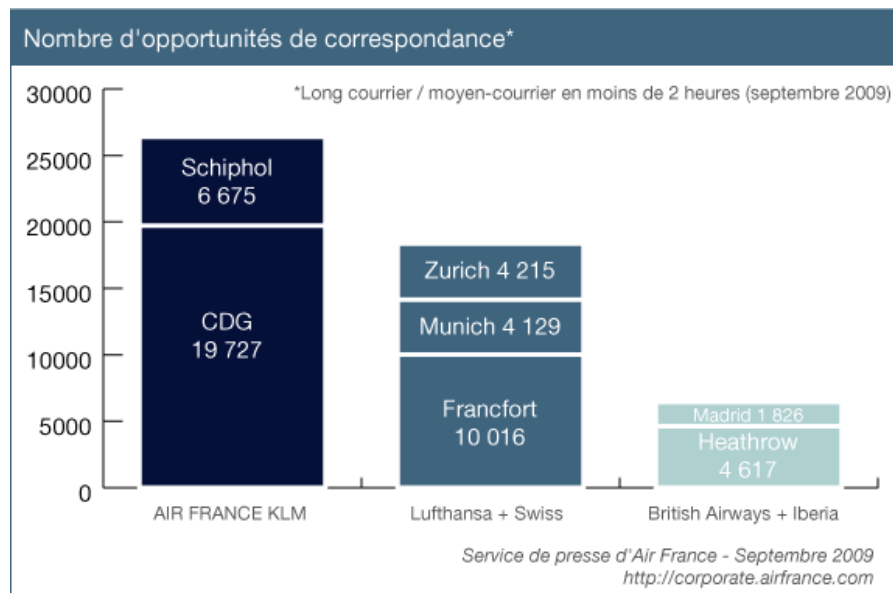 Nombre d'opportunités de correspondance*
*Long courrier / moyen-courrier en moins de 2 heures (septembre 2009)
30000
25000
20000
15000
10000
5000
0
Schiphol
6 675
CDG
19 727
Zurich 4 215
Munich 4 129
Francfort
10 016
Madrid 1 826
Heathrow
4 617
AIR FRANCE KLM
Lufthansa + Swiss
British Airways + Iberia
Service de presse d'Air France - Septembre 2009
http://corporate.airfrance.com